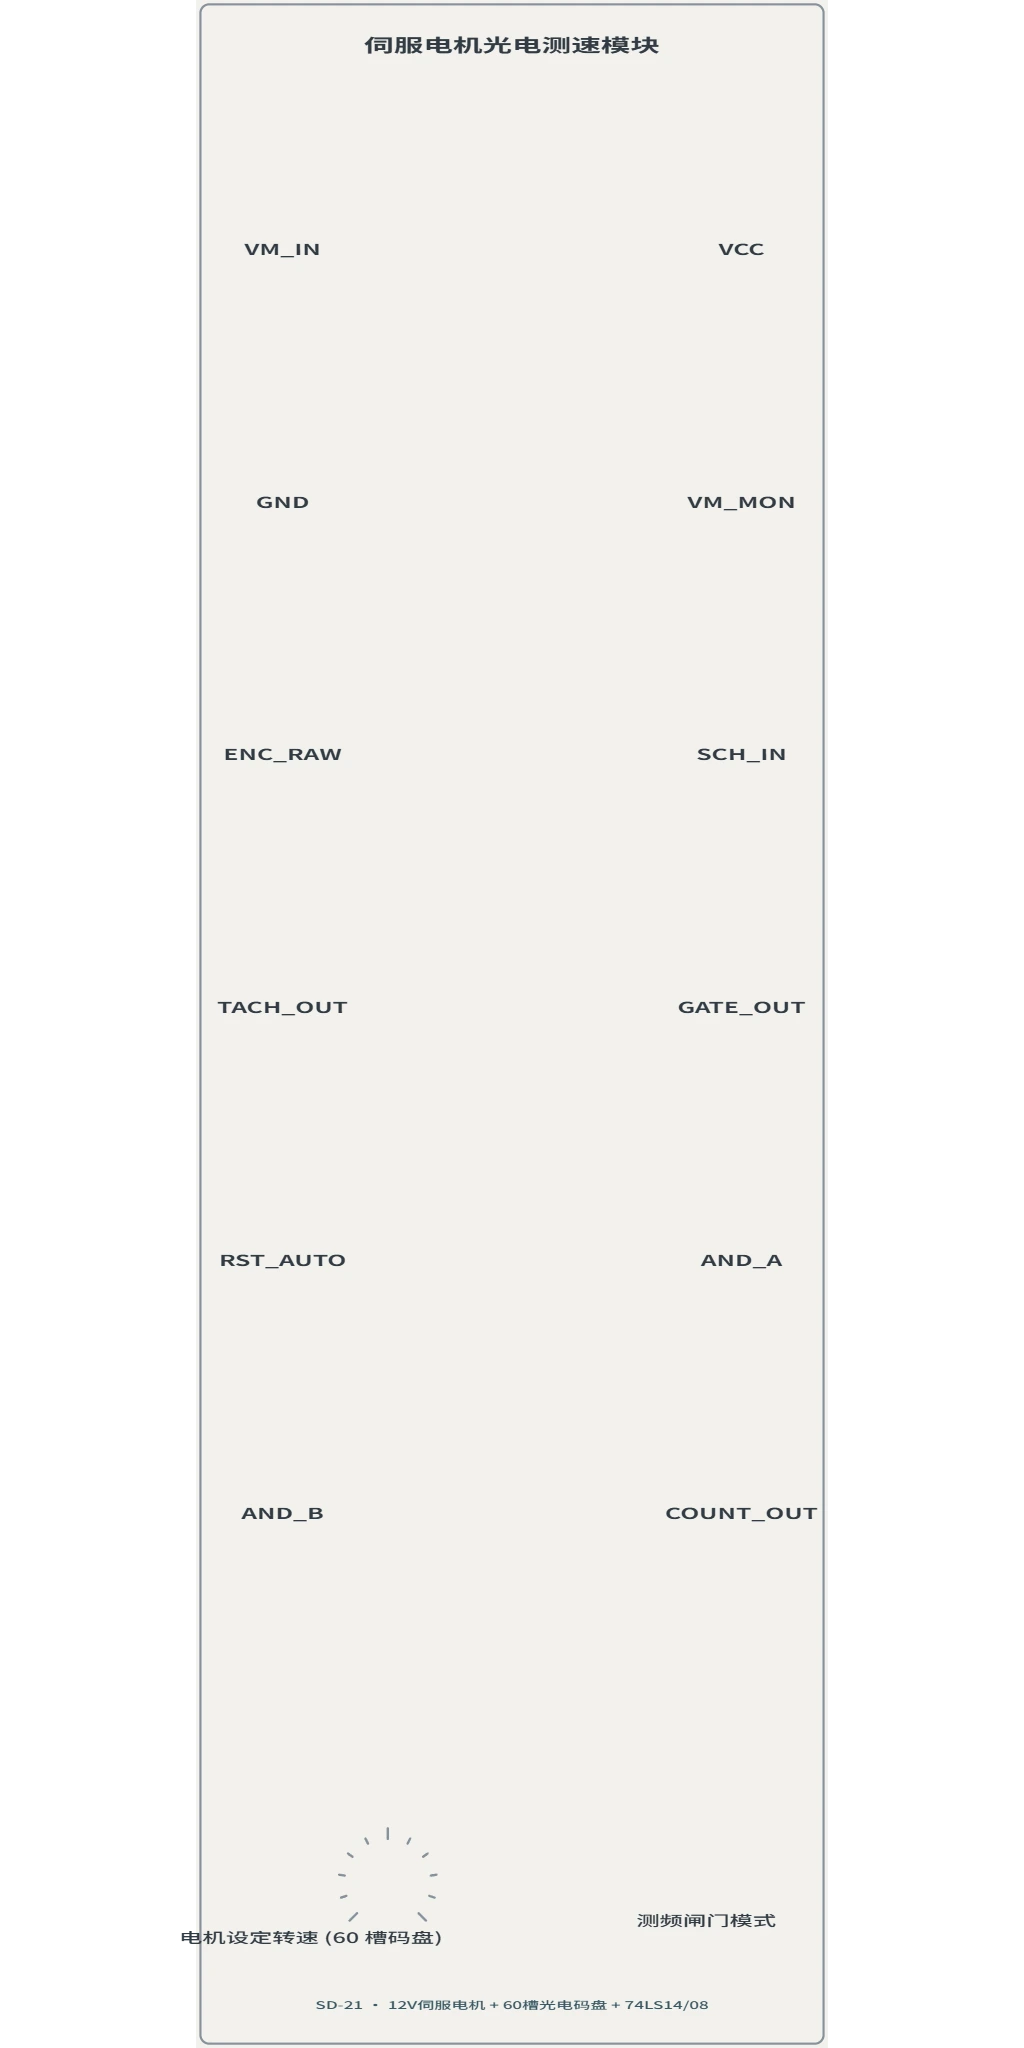 伺服电机光电测速模块
VM_IN
VCC
GND
VM_MON
ENC_RAW
SCH_IN
TACH_OUT
GATE_OUT
RST_AUTO
AND_A
AND_B
COUNT_OUT
测频闸门模式
电机设定转速 (60 槽码盘)
SD-21 · 12V伺服电机 + 60槽光电码盘 + 74LS14/08